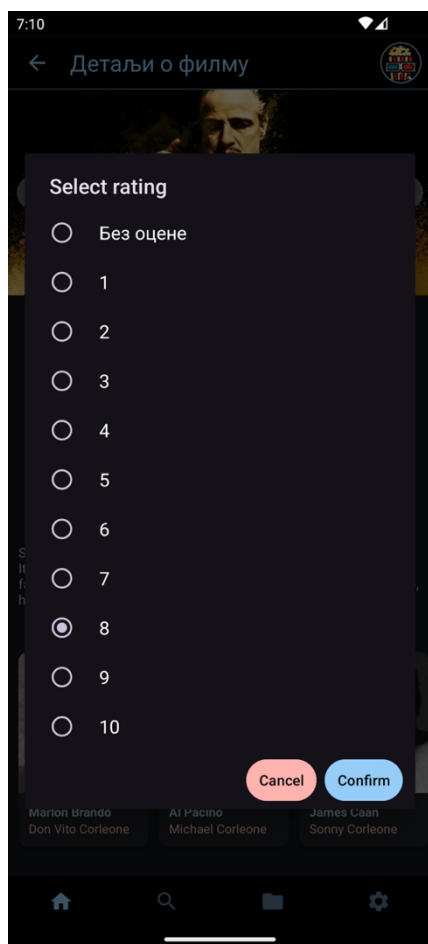 7:10
Детаљи о филму
Select rating
Без оцене
1
2
3
4
5
6
7
8
9
10
Cancel
Confirm
Marlon Brando
Don Vito Corleone
Al Pacino
Michael Corleone
James Caan
Sonny Corleone